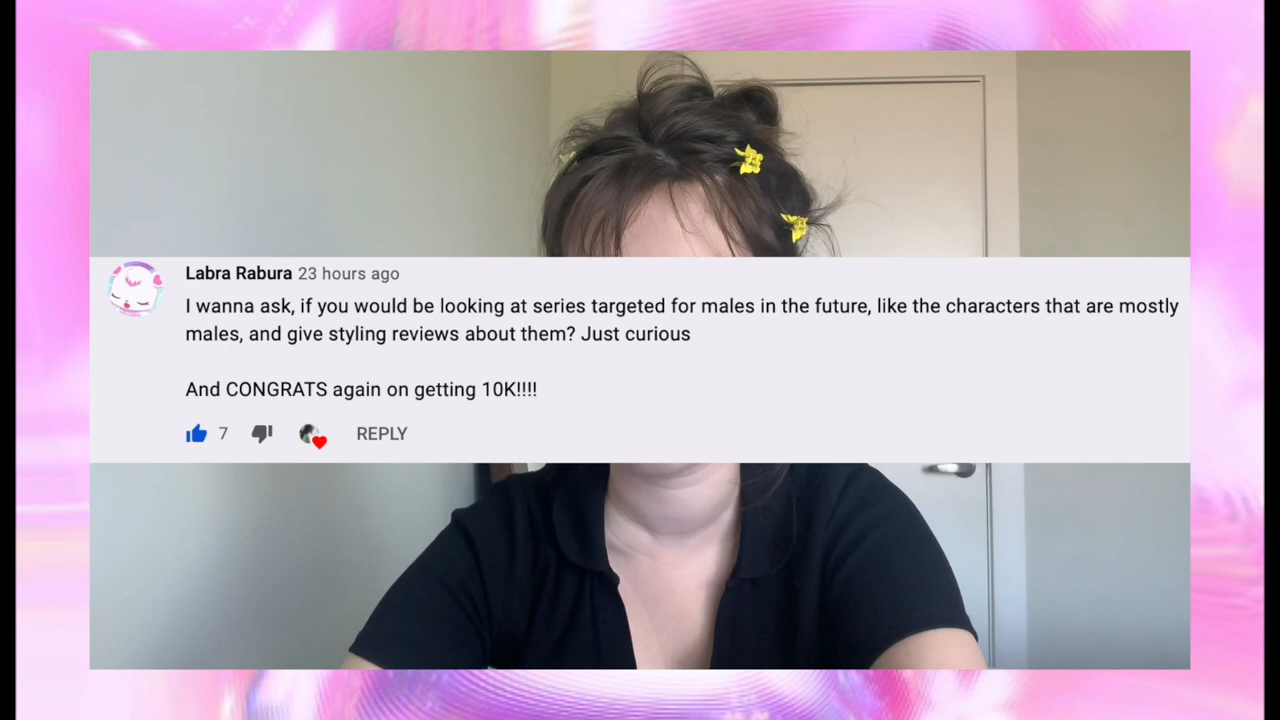 Labra Rabura 23 hours ago
I wanna ask, if you would be looking at series targeted for males in the future, like the characters that are mostly
males, and give styling reviews about them? Just curious
And CONGRATS again on getting 10K!!!!
7 REPLY